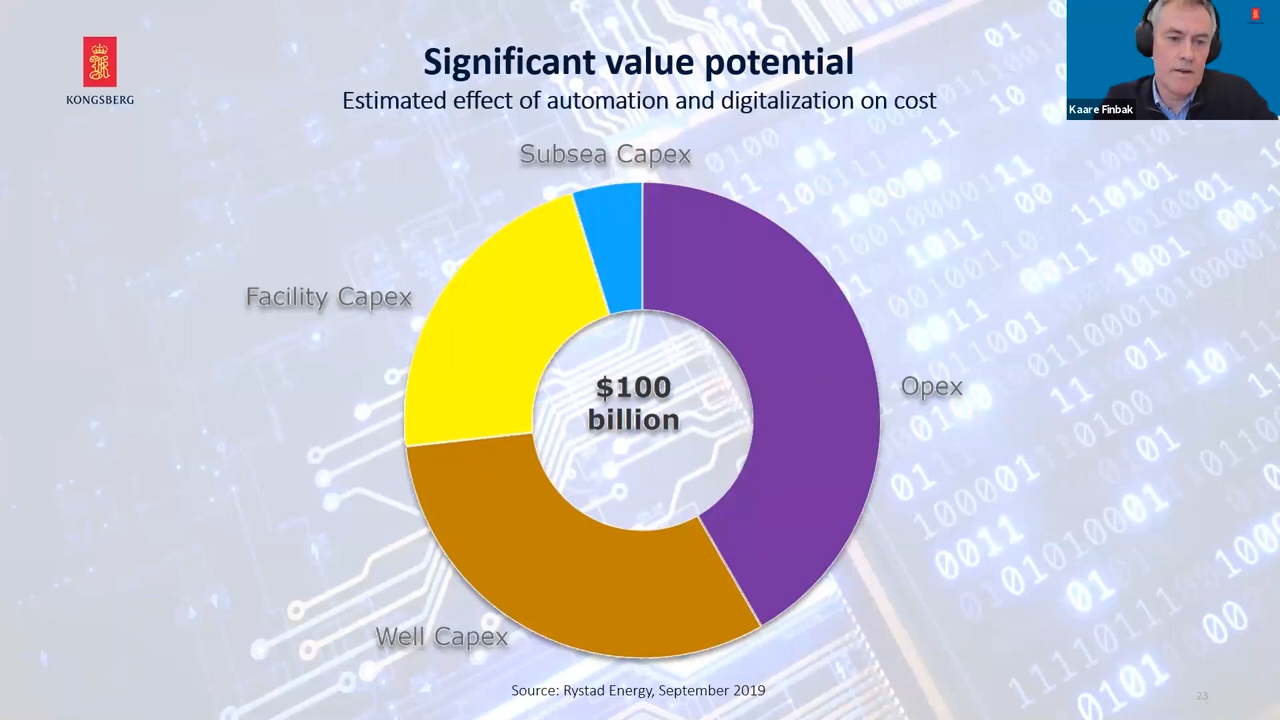 KONGSBERG
Significant value potential
Estimated effect of automation and digitalization on cost
Kaare Finbak
Subsea Capex
Facility Capex
$100
billion
Opex
Well Capex
Source: Rystad Energy, September 2019
23